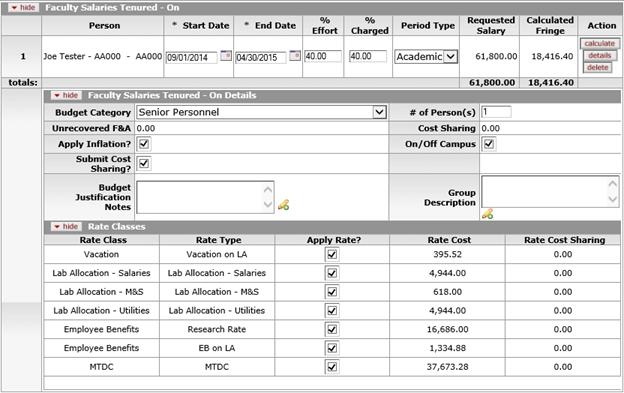 hide Faculty Salaries Tenured - On
Person * Start Date * End Date % Effort % Charged Period Type Requested Salary Calculated Fringe Action
1 Joe Tester - AA000 - AA000 09/01/2014 04/30/2015 40.00 40.00 Academic 61,800.00 18,416.40 calculate details delete
totals: 61,800.00 18,416.40
hide Faculty Salaries Tenured - On Details
Budget Category Senior Personnel # of Person(s) 1
Unrecovered F&A 0.00 Cost Sharing 0.00
Apply Inflation? On/Off Campus
Submit Cost Sharing?
Budget Justification Notes Group Description
hide Rate Classes
Rate Class Rate Type Apply Rate? Rate Cost Rate Cost Sharing
Vacation Vacation on LA 395.52 0.00
Lab Allocation - Salaries Lab Allocation - Salaries 4,944.00 0.00
Lab Allocation - M&S Lab Allocation - M&S 618.00 0.00
Lab Allocation - Utilities Lab Allocation - Utilities 4,944.00 0.00
Employee Benefits Research Rate 16,686.00 0.00
Employee Benefits EB on LA 1,334.88 0.00
MTDC MTDC 37,673.28 0.00